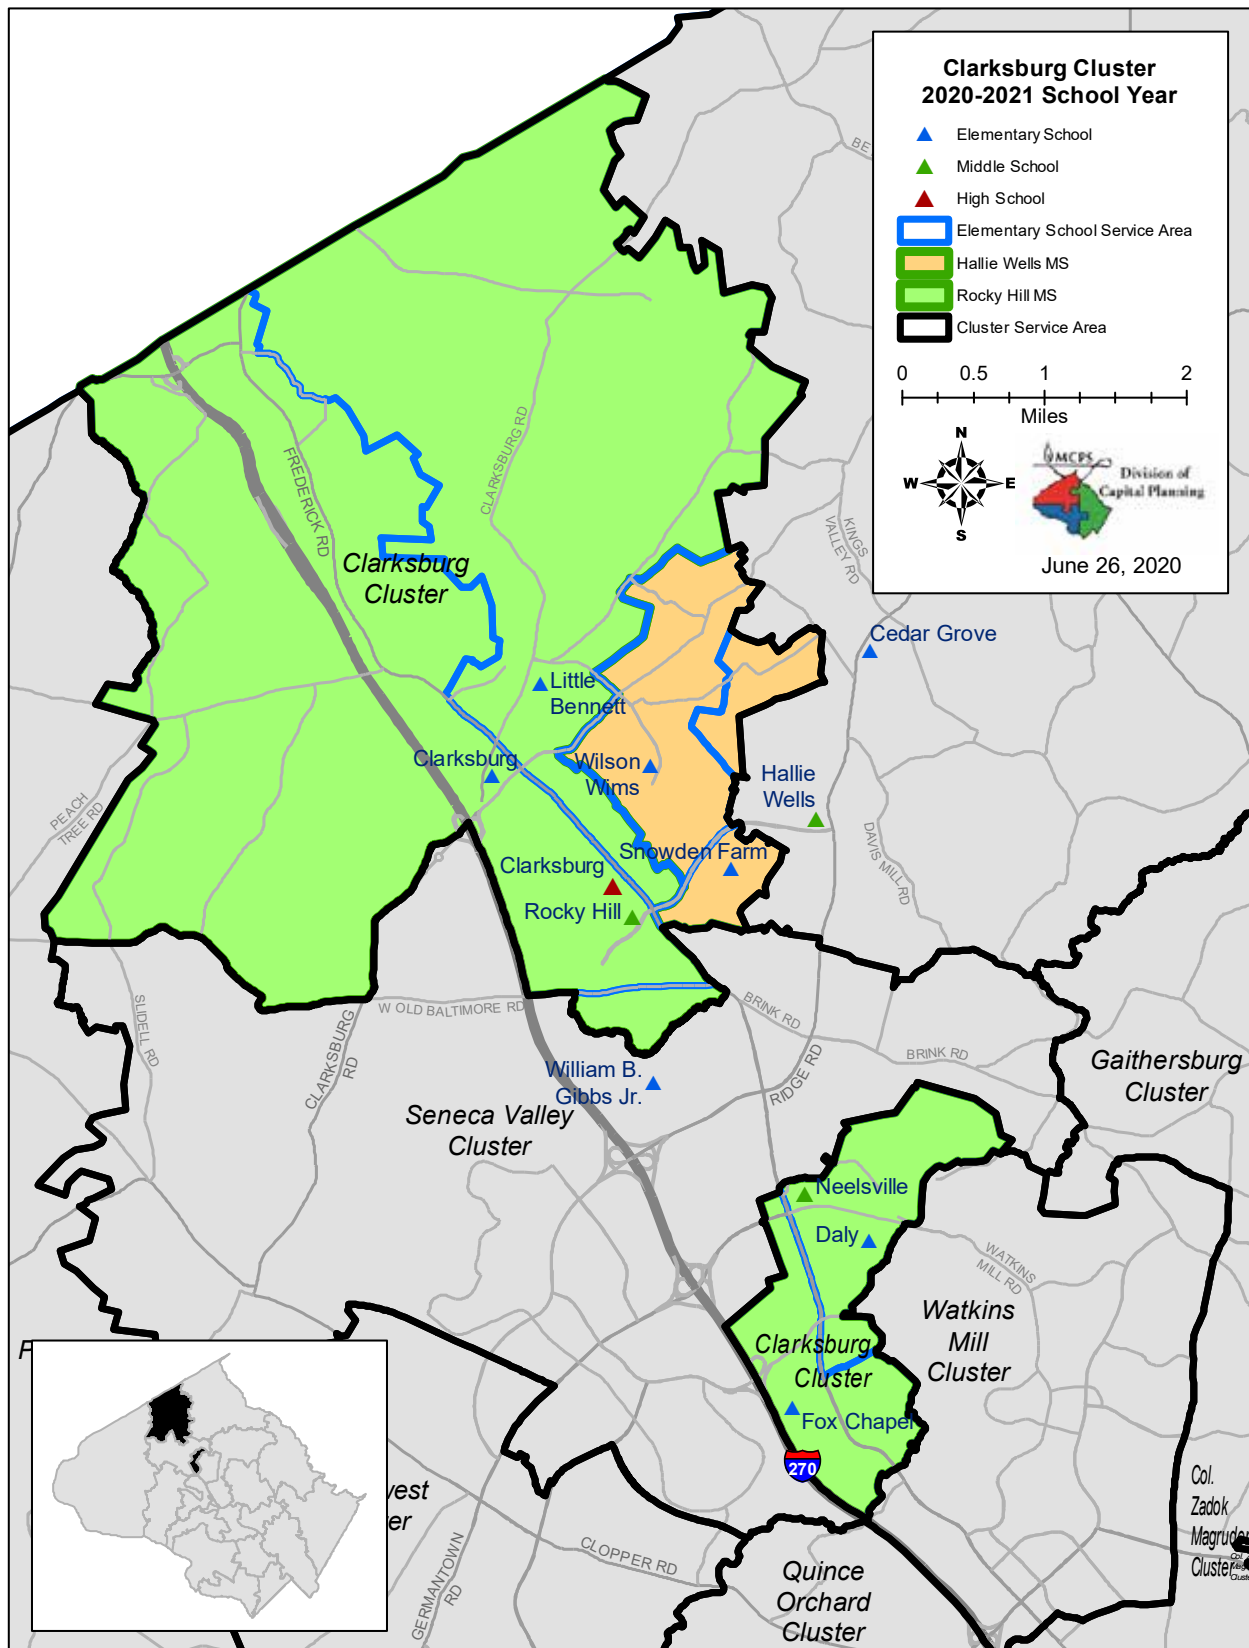 Clarksburg Cluster
2020-2021 School Year
Elementary School
Middle School
High School
Elementary School Service Area
Hallie Wells MS
Rocky Hill MS
Cluster Service Area
0 0.5 1 2
Miles
N
W E
S
MCPS
Division of
Capital Planning
June 26, 2020
BE
KINGS
VALLEY RD
CLARKSBURG RD
FREDERICK RD
Clarksburg
Cluster
Cedar Grove
Little
Bennett
Clarksburg
Wilson
Wims
Hallie
Wells
PEACH
TREE RD
DAVIS MILL RD
Snowden Farm
Clarksburg
Rocky Hill
SLIDELL RD
CLARKSBURG
RD
W OLD BALTIMORE RD
BRINK RD
BRINK RD
RIDGE RD
William B.
Gibbs Jr.
Gaithersburg
Cluster
Seneca Valley
Cluster
Neelsville
Daly
WATKINS
MILL RD
Watkins
Mill
Cluster
Clarksburg
Cluster
Fox Chapel
270
vest
er
GERMANTOWN
RD
CLOPPER RD
Quince
Orchard
Cluster
Col.
Zadok
Magruder
Cluster